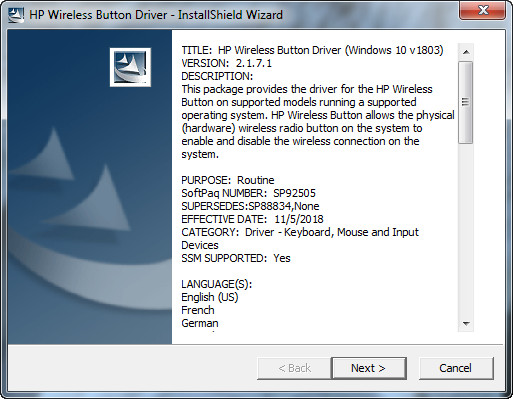 HP Wireless Button Driver - InstallShield Wizard
TITLE:  HP Wireless Button Driver (Windows 10 v1803)
VERSION:  2.1.7.1
DESCRIPTION:
This package provides the driver for the HP Wireless
Button on supported models running a supported
operating system. HP Wireless Button allows the physical
(hardware) wireless radio button on the system to
enable and disable the wireless connection on the
system.
PURPOSE:  Routine
SoftPaq NUMBER:  SP92505
SUPERSEDES:SP88834,None
EFFECTIVE DATE:  11/5/2018
CATEGORY:  Driver - Keyboard, Mouse and Input
Devices
SSM SUPPORTED:  Yes
LANGUAGE(S):
English (US)
French
German
< Back
Next >
Cancel